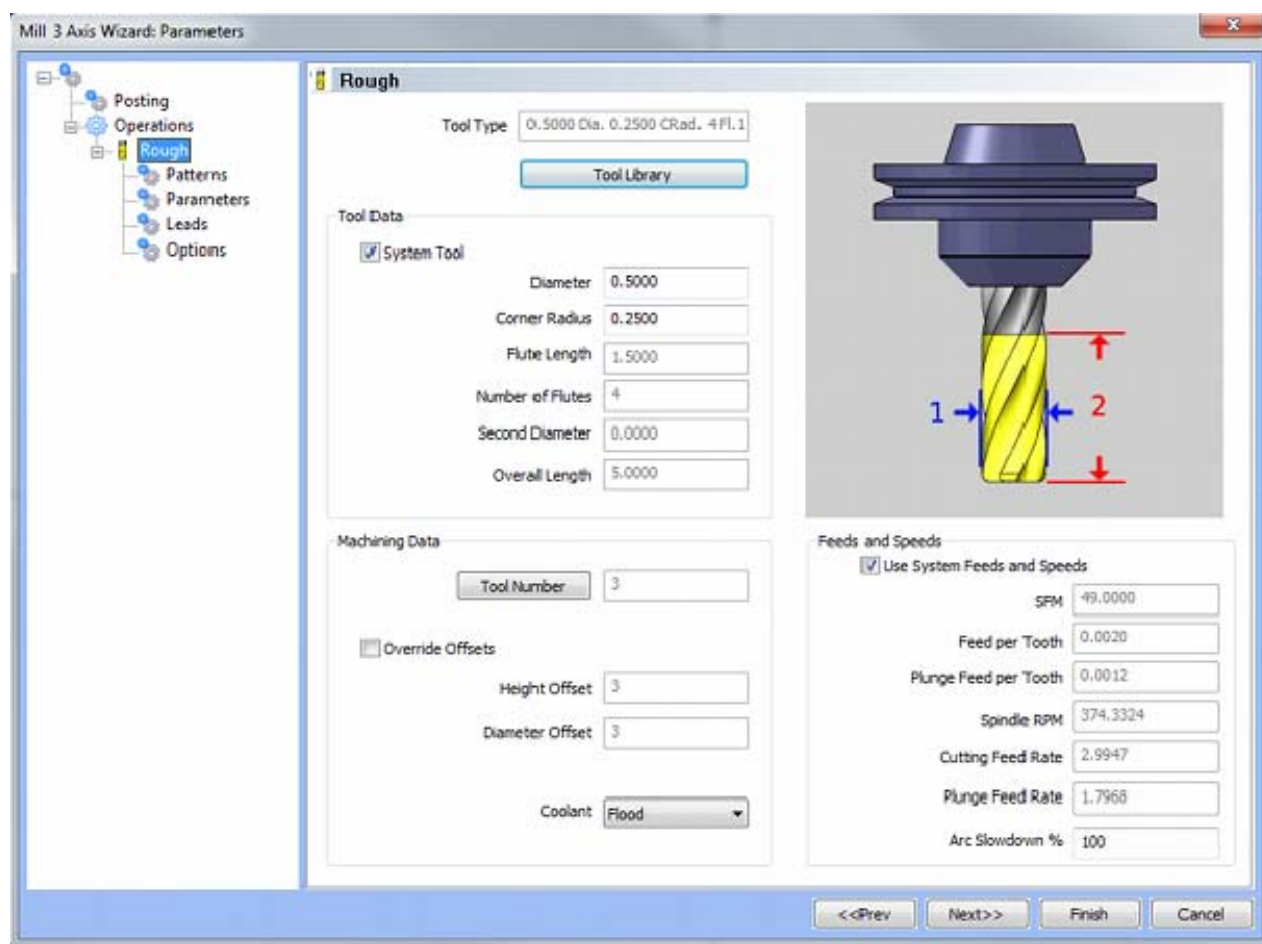 Mill 3 Axis Wizard: Parameters
Posting
Operations
Rough
Patterns
Parameters
Leads
Options
Rough
Tool Type 0.5000 Dia. 0.2500 CRad. 4 Fl. 1
Tool Library
Tool Data
System Tool
Diameter 0.5000
Corner Radius 0.2500
Flute Length 1.5000
Number of Flutes 4
Second Diameter 0.0000
Overall Length 5.0000
1
2
Machining Data
Tool Number 3
Override Offsets
Height Offset 3
Diameter Offset 3
Coolant Flood
Feeds and Speeds
Use System Feeds and Speeds
SFM 49.0000
Feed per Tooth 0.0020
Plunge Feed per Tooth 0.0012
Spindle RPM 374.3324
Cutting Feed Rate 2.9947
Plunge Feed Rate 1.7968
Arc Slowdown % 100
<<Prev Next>> Finish Cancel